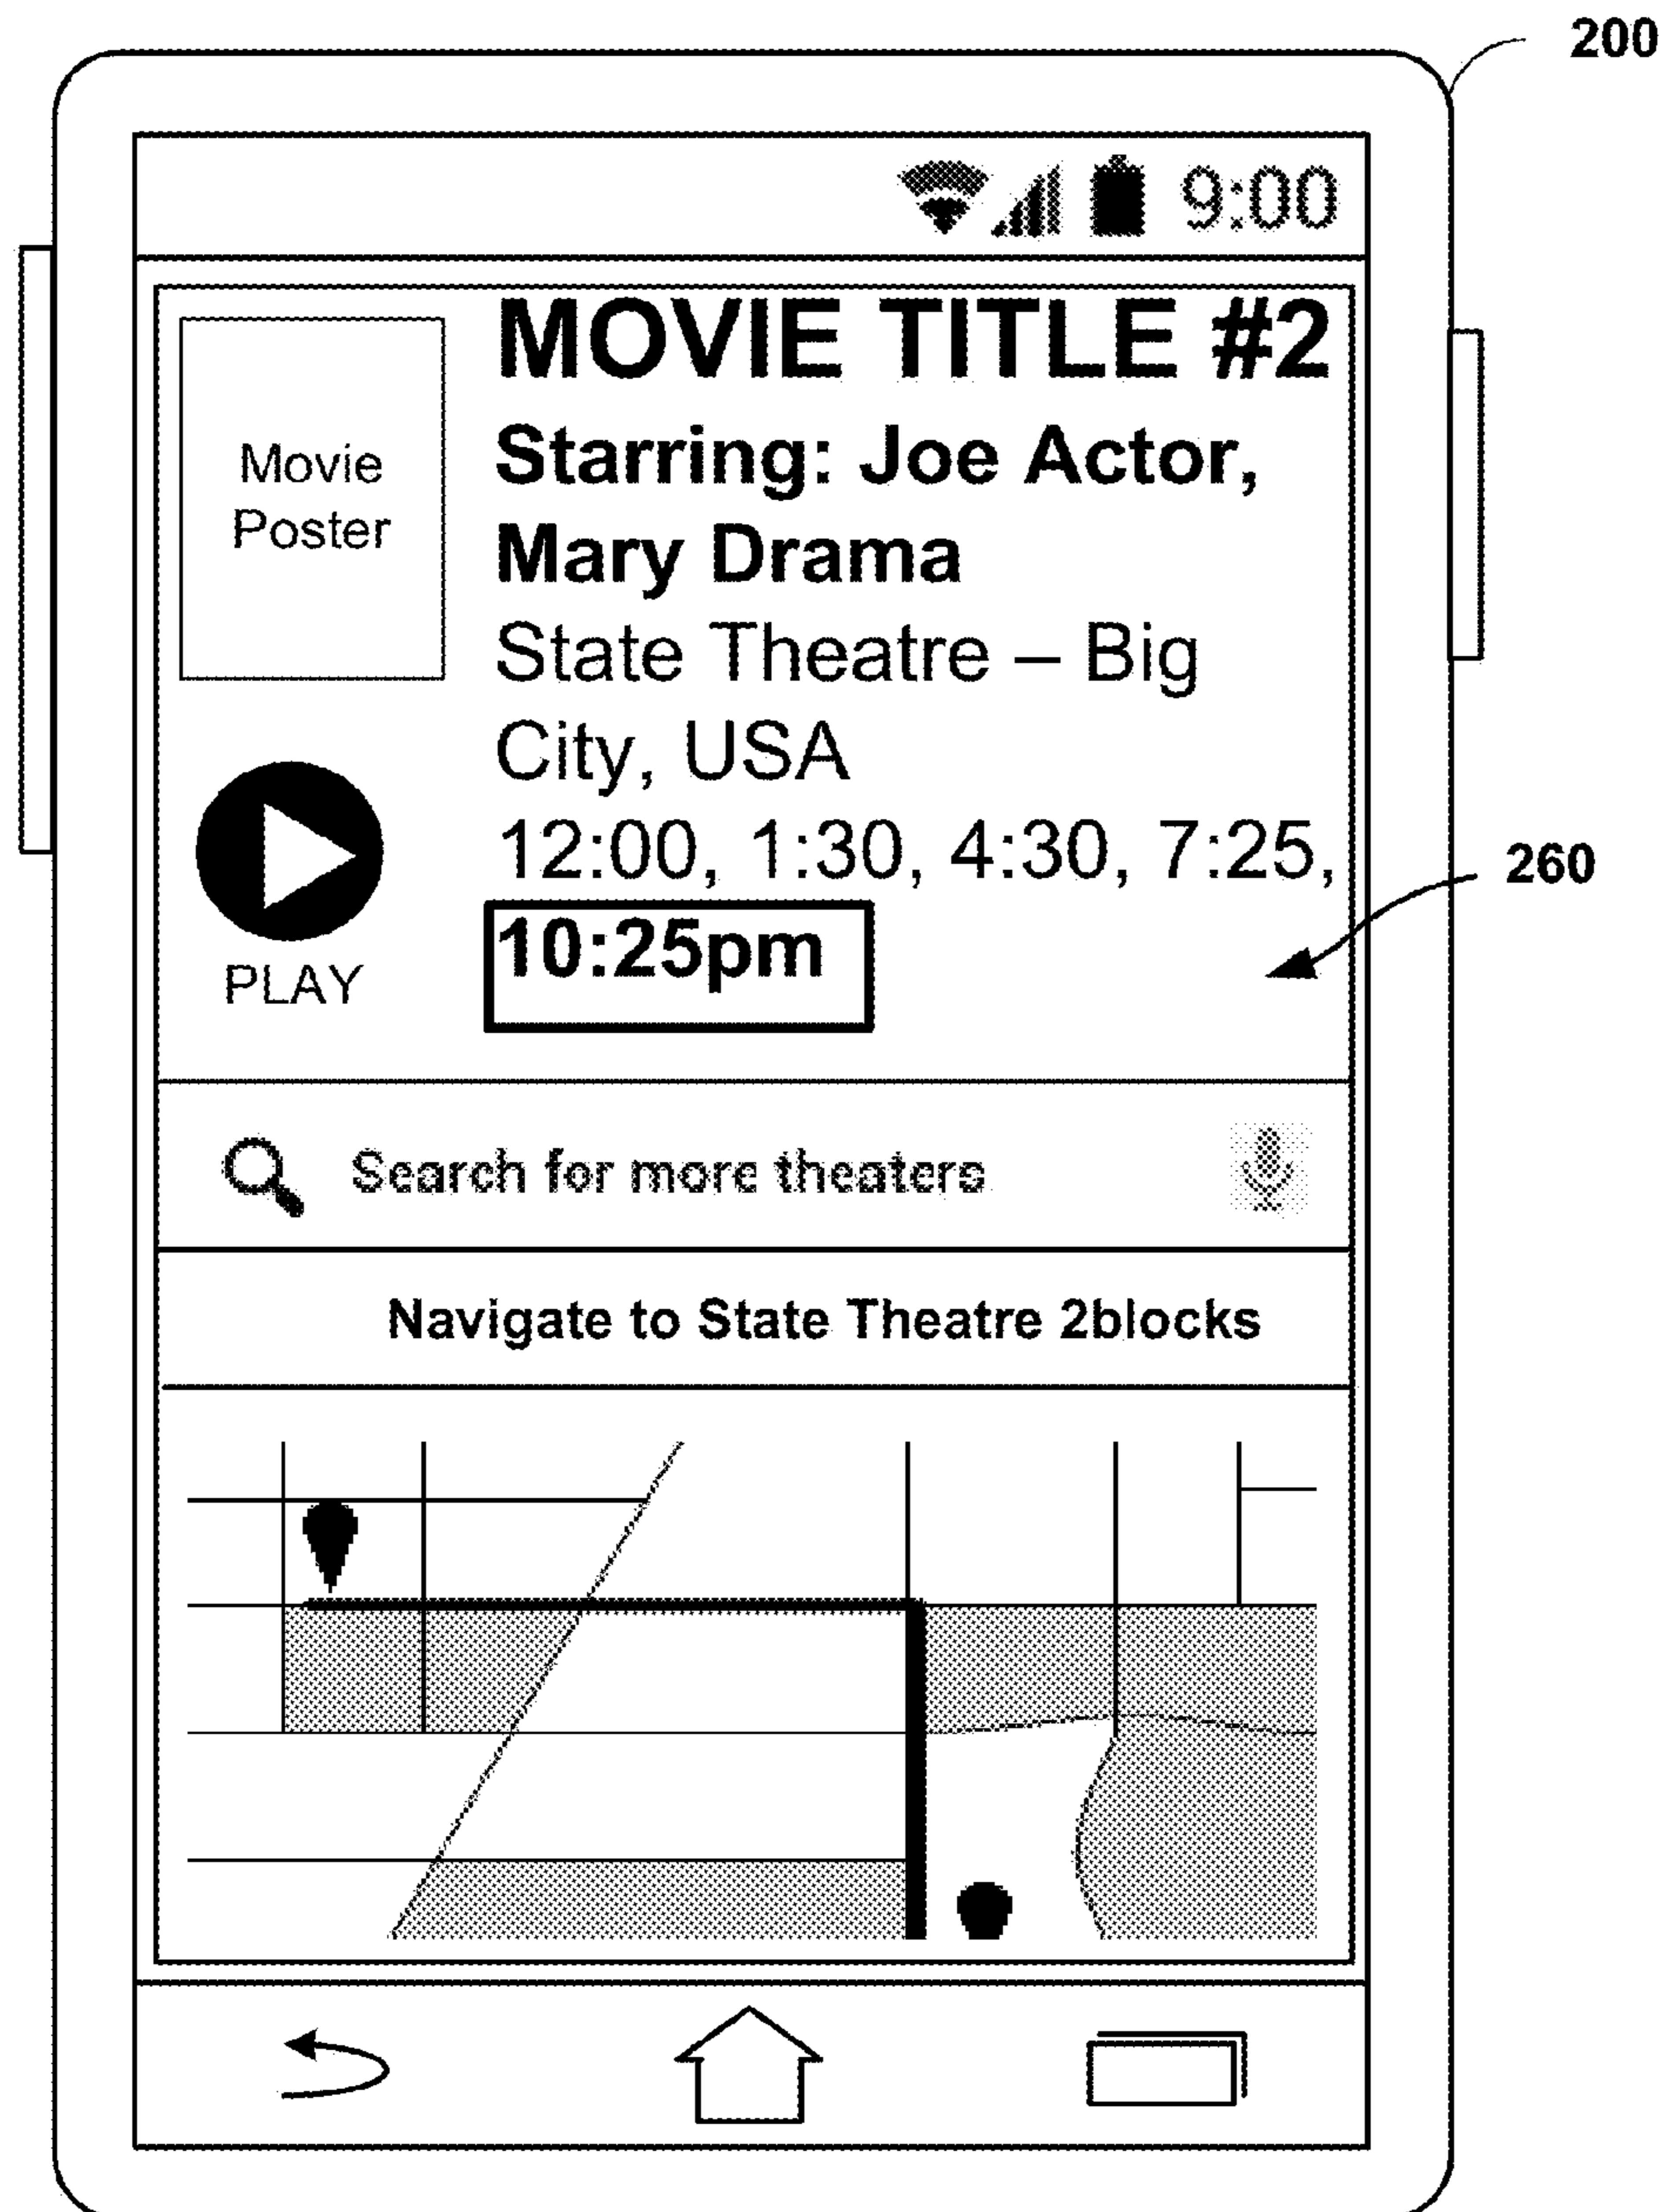 200
9:00
MOVIE TITLE #2
Movie
Poster
Starring: Joe Actor,
Mary Drama
State Theatre – Big
City, USA
12:00, 1:30, 4:30, 7:25,
10:25pm
PLAY
260
Search for more theaters
Navigate to State Theatre 2blocks